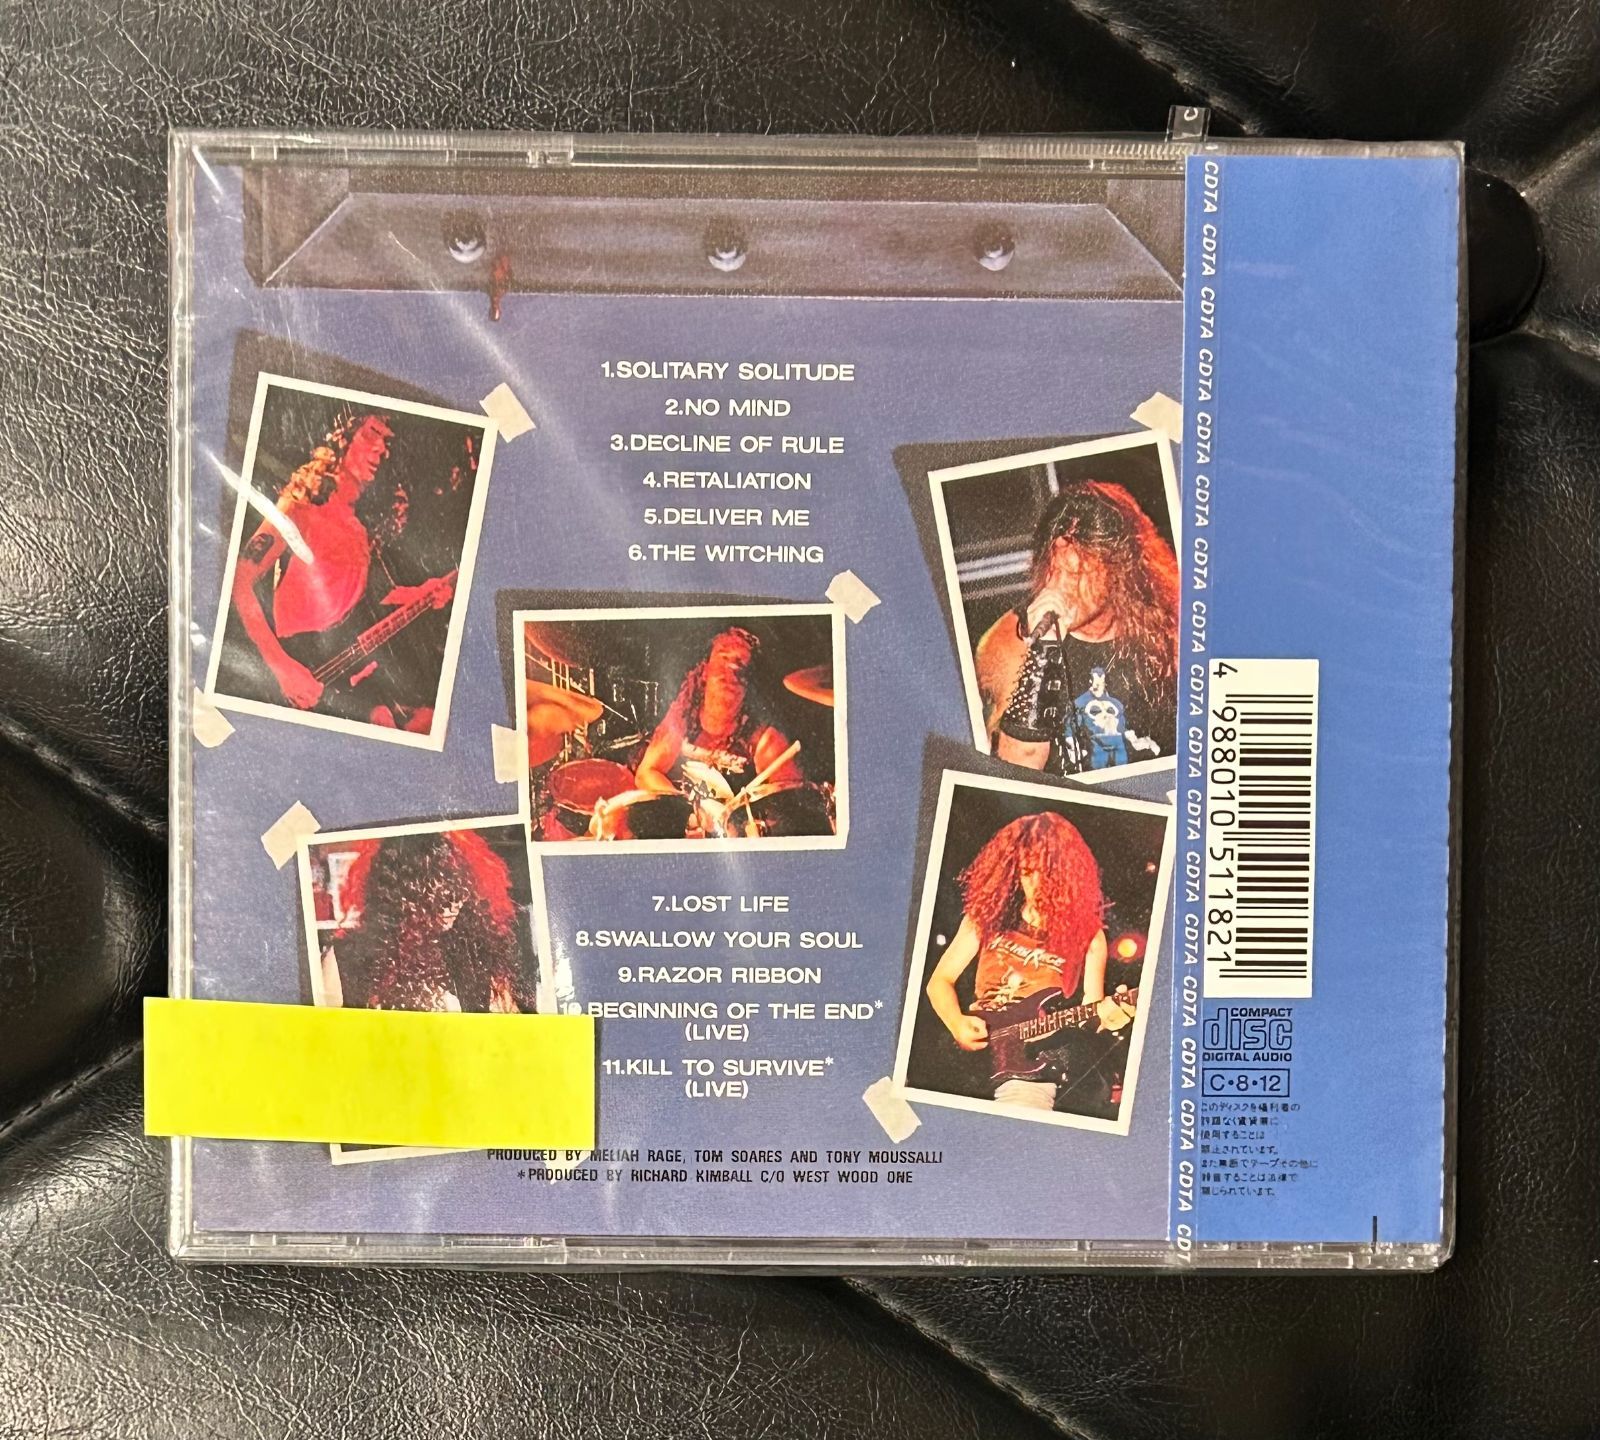 1.SOLITARY SOLITUDE
2.NO MIND
3.DECLINE OF RULE
4.RETALIATION
5.DELIVER ME
6.THE WITCHING
7.LOST LIFE
8.SWALLOW YOUR SOUL
9.RAZOR RIBBON
10.BEGINNING OF THE END*
(LIVE)
11.KILL TO SURVIVE*
(LIVE)
PRODUCED BY MELIAH RAGE, TOM SOARES AND TONY MOUSSALLI
*PRODUCED BY RICHARD KIMBALL C/O WEST WOOD ONE
CDTA CDTA CDTA CDTA CDTA CDTA CDTA CDTA CDTA CDTA CDTA CDTA CDTA CDTA CDTA CDTA CDTA CDT
4 988010 511821
COMPACT
disc
DIGITAL AUDIO
C・8・12
このディスクを権利者の
許諾なく賃貸業に
使用することは
禁止されています。
また無断でテープその他に
録音することは法律で
禁じられています。